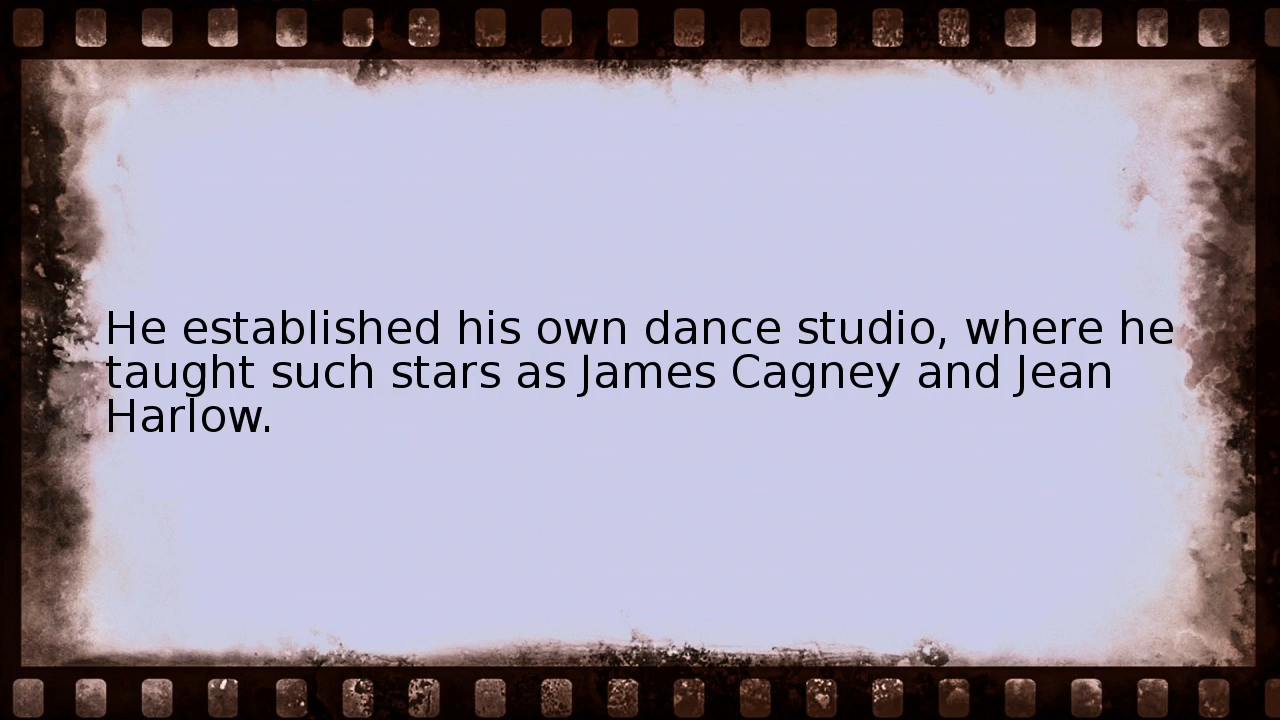 He established his own dance studio, where he
taught such stars as James Cagney and Jean
Harlow.